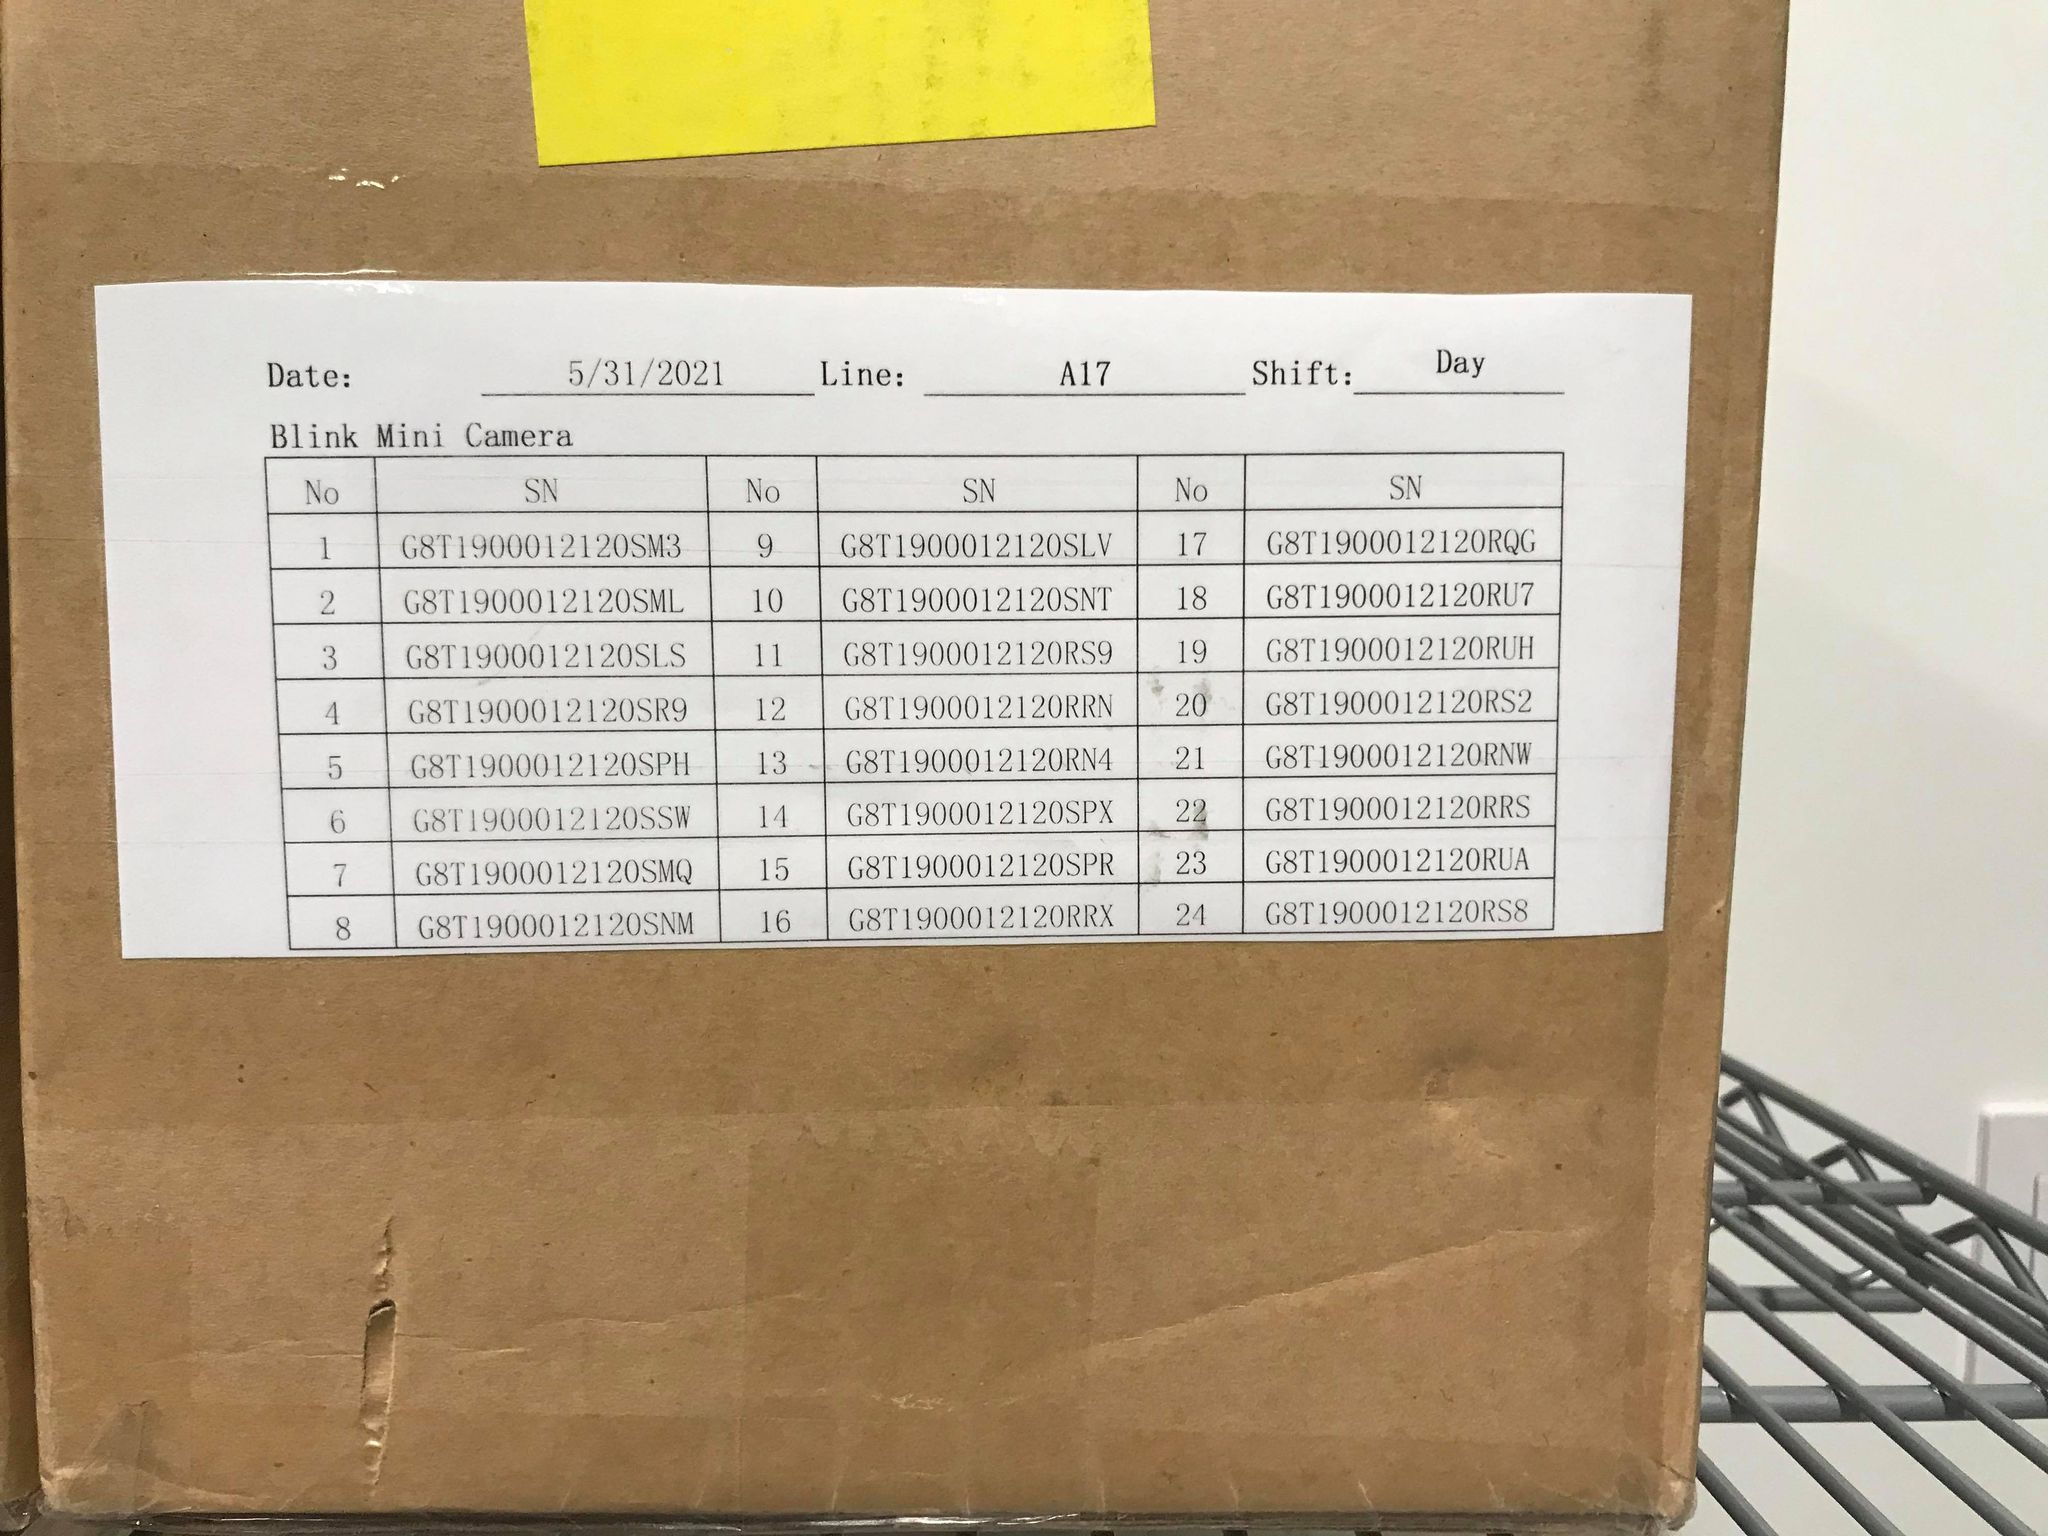 Date: 5/31/2021 Line: A17 Shift: Day
Blink Mini Camera
No SN No SN No SN
1 G8T1900012120SM3 9 G8T1900012120SLV 17 G8T1900012120RQG
2 G8T1900012120SML 10 G8T1900012120SNT 18 G8T1900012120RU7
3 G8T1900012120SLS 11 G8T1900012120RS9 19 G8T1900012120RUH
4 G8T1900012120SR9 12 G8T1900012120RRN 20 G8T1900012120RS2
5 G8T1900012120SPH 13 G8T1900012120RN4 21 G8T1900012120RNW
6 G8T1900012120SSW 14 G8T1900012120SPX 22 G8T1900012120RRS
7 G8T1900012120SMQ 15 G8T1900012120SPR 23 G8T1900012120RUA
8 G8T1900012120SNM 16 G8T1900012120RRX 24 G8T1900012120RS8